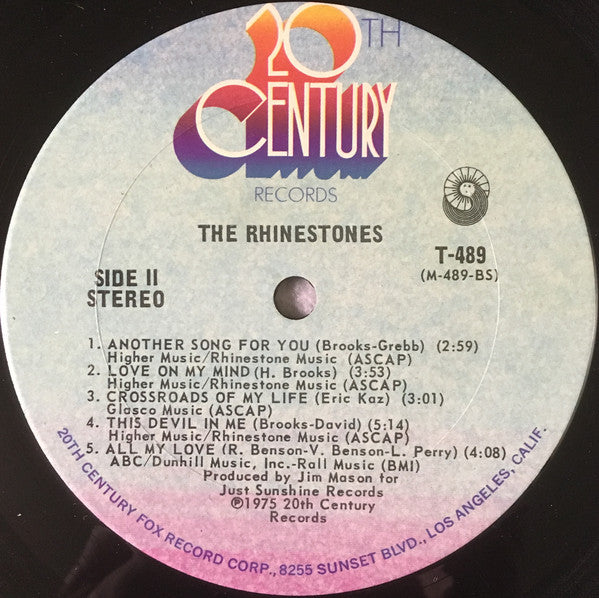 20TH
CENTURY
RECORDS
THE RHINESTONES
SIDE II
STEREO
T-489
(M-489-BS)
1. ANOTHER SONG FOR YOU (Brooks-Grebb) (2:59)
Higher Music/Rhinestone Music (ASCAP)
2. LOVE ON MY MIND (H. Brooks) (3:53)
Higher Music/Rhinestone Music (ASCAP)
3. CROSSROADS OF MY LIFE (Eric Kaz) (3:01)
Glasco Music (ASCAP)
4. THIS DEVIL IN ME (Brooks-David) (5:14)
Higher Music/Rhinestone Music (ASCAP)
5. ALL MY LOVE (R. Benson-V. Benson-L. Perry) (4:08)
ABC/Dunhill Music, Inc.-Rall Music (BMI)
Produced by Jim Mason for
Just Sunshine Records
℗1975 20th Century
Records
20TH CENTURY FOX RECORD CORP., 8255 SUNSET BLVD., LOS ANGELES, CALIF.